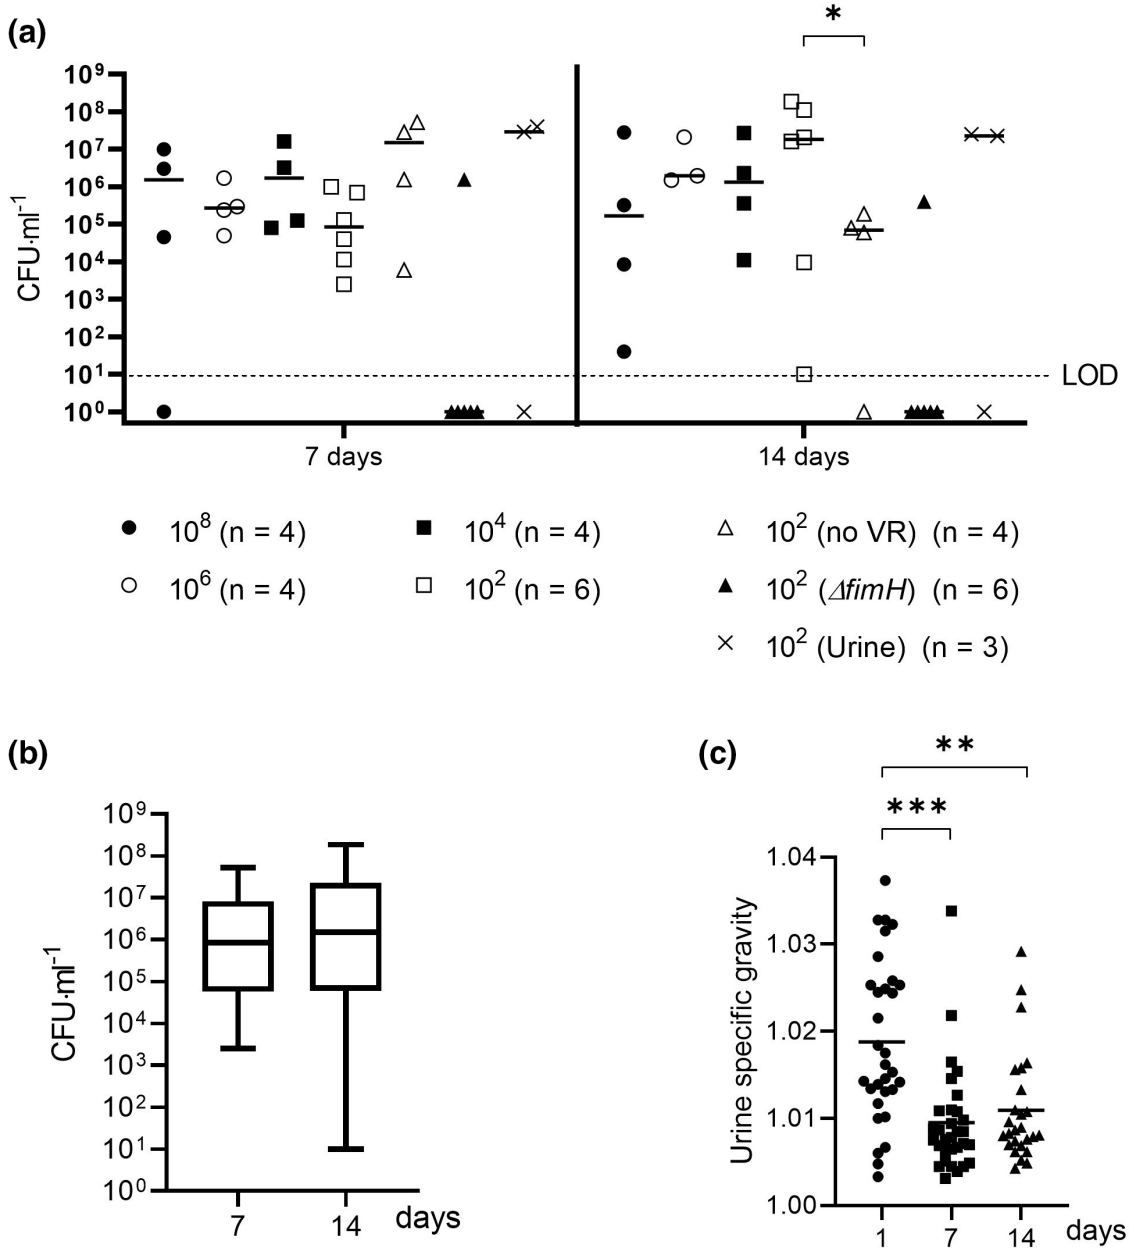 (a)
*
CFU·ml⁻¹
10⁹
10⁸
10⁷
10⁶
10⁵
10⁴
10³
10²
10¹
10⁰
LOD
7 days
14 days
10⁸ (n = 4)
10⁴ (n = 4)
10² (no VR) (n = 4)
10⁶ (n = 4)
10² (n = 6)
10² (ΔfimH) (n = 6)
10² (Urine) (n = 3)
(b)
CFU·ml⁻¹
10⁹
10⁸
10⁷
10⁶
10⁵
10⁴
10³
10²
10¹
10⁰
7
14
days
(c)
**
***
Urine specific gravity
1.04
1.03
1.02
1.01
1.00
1
7
14
days